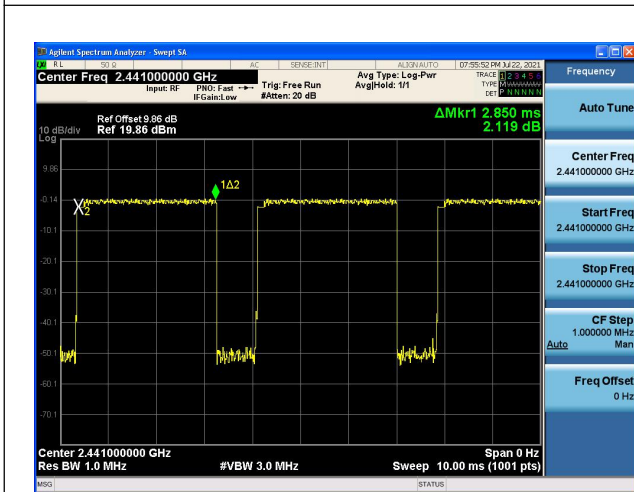 Agilent Spectrum Analyzer - Swept SA
RL 50 Ω AC SENSE:INT ALIGNAUTO 07:55:52 PM Jul 22, 2021
Center Freq 2.441000000 GHz
Input: RF PNO: Fast
IFGain:Low
Trig: Free Run
#Atten: 20 dB
Avg Type: Log-Pwr
Avg|Hold: 1/1
TRACE 1 2 3 4 5 6
TYPE
DET P N N N N N
Frequency
ΔMkr1 2.850 ms
2.119 dB
Ref Offset 9.86 dB
10 dB/div Ref 19.86 dBm
Log
9.86
-0.14
-10.1
-20.1
-30.1
-40.1
-50.1
-60.1
-70.1
1Δ2
2
Center 2.441000000 GHz Span 0 Hz
Res BW 1.0 MHz #VBW 3.0 MHz Sweep 10.00 ms (1001 pts)
MSG STATUS
Auto Tune
Center Freq
2.441000000 GHz
Start Freq
2.441000000 GHz
Stop Freq
2.441000000 GHz
CF Step
1.000000 MHz
Auto Man
Freq Offset
0 Hz